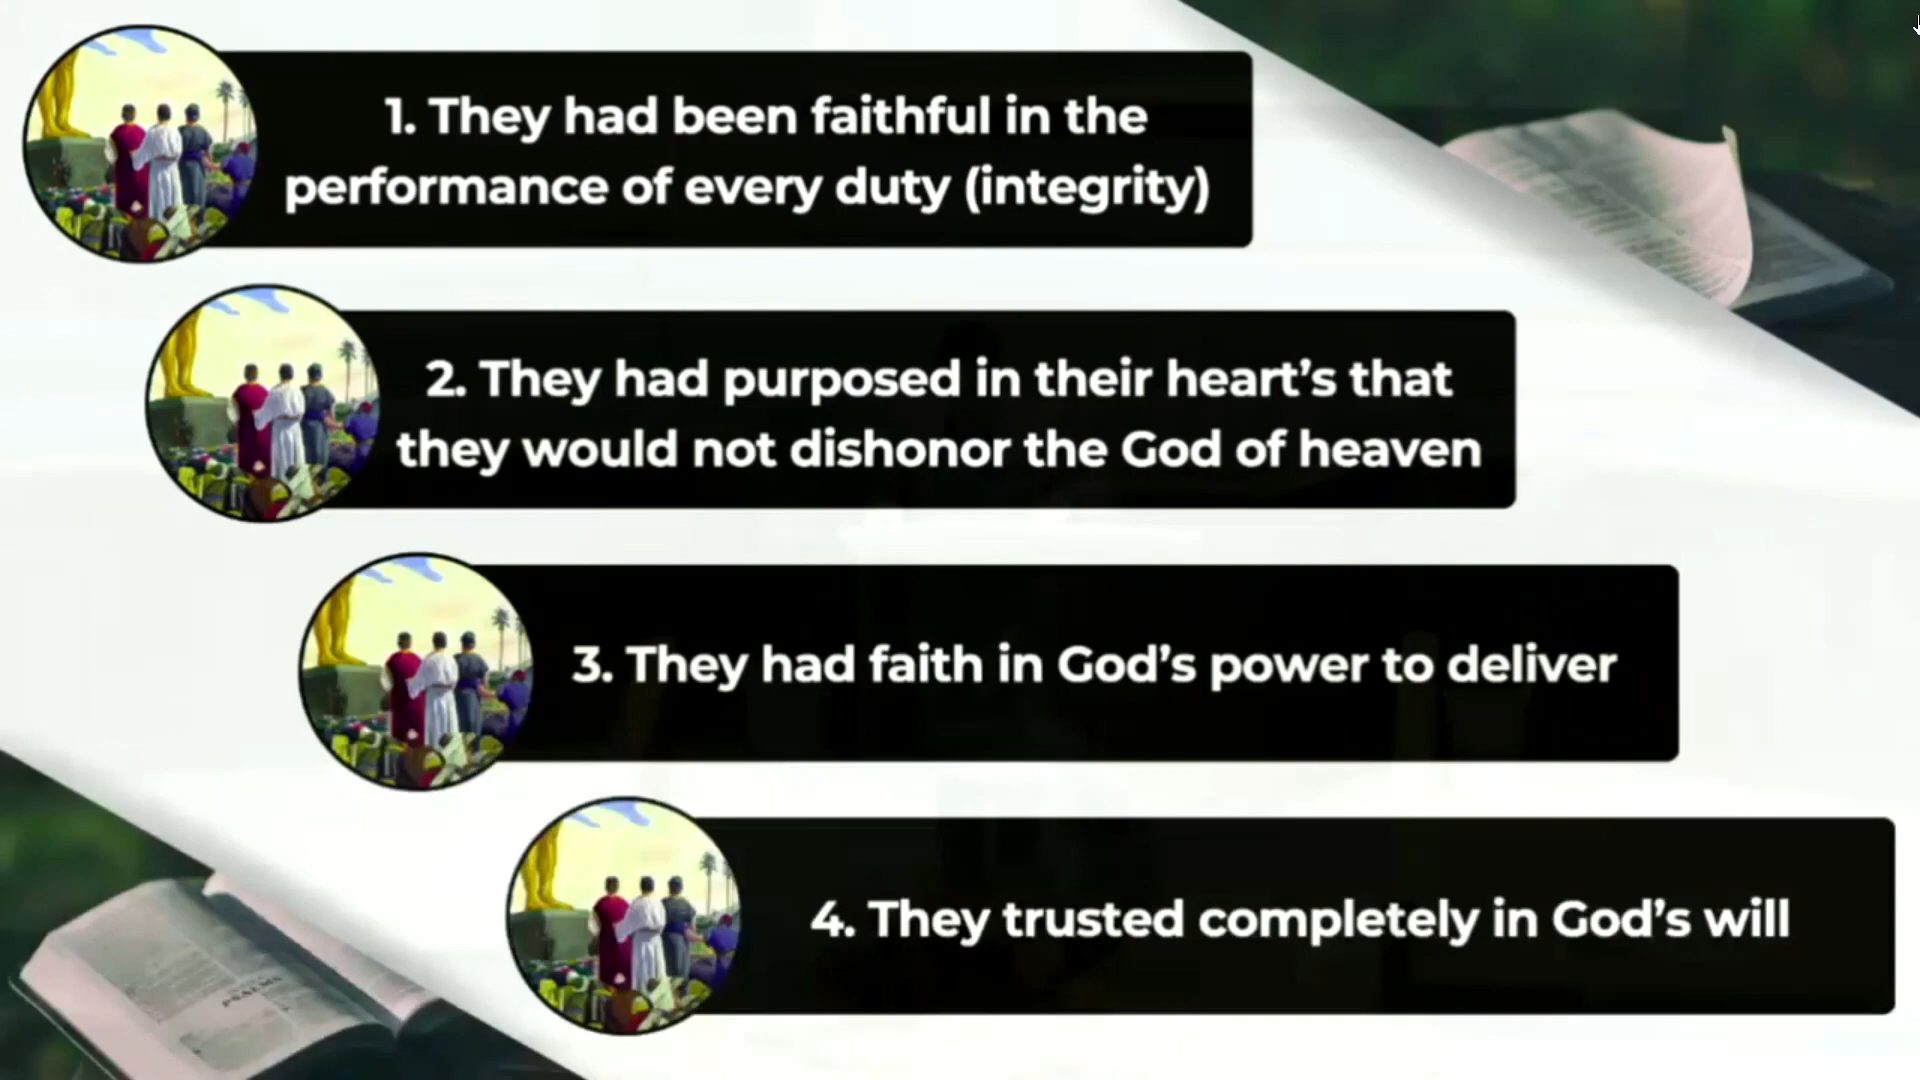 1. They had been faithful in the
performance of every duty (integrity)
2. They had purposed in their heart’s that
they would not dishonor the God of heaven
3. They had faith in God’s power to deliver
4. They trusted completely in God’s will
PSALMS